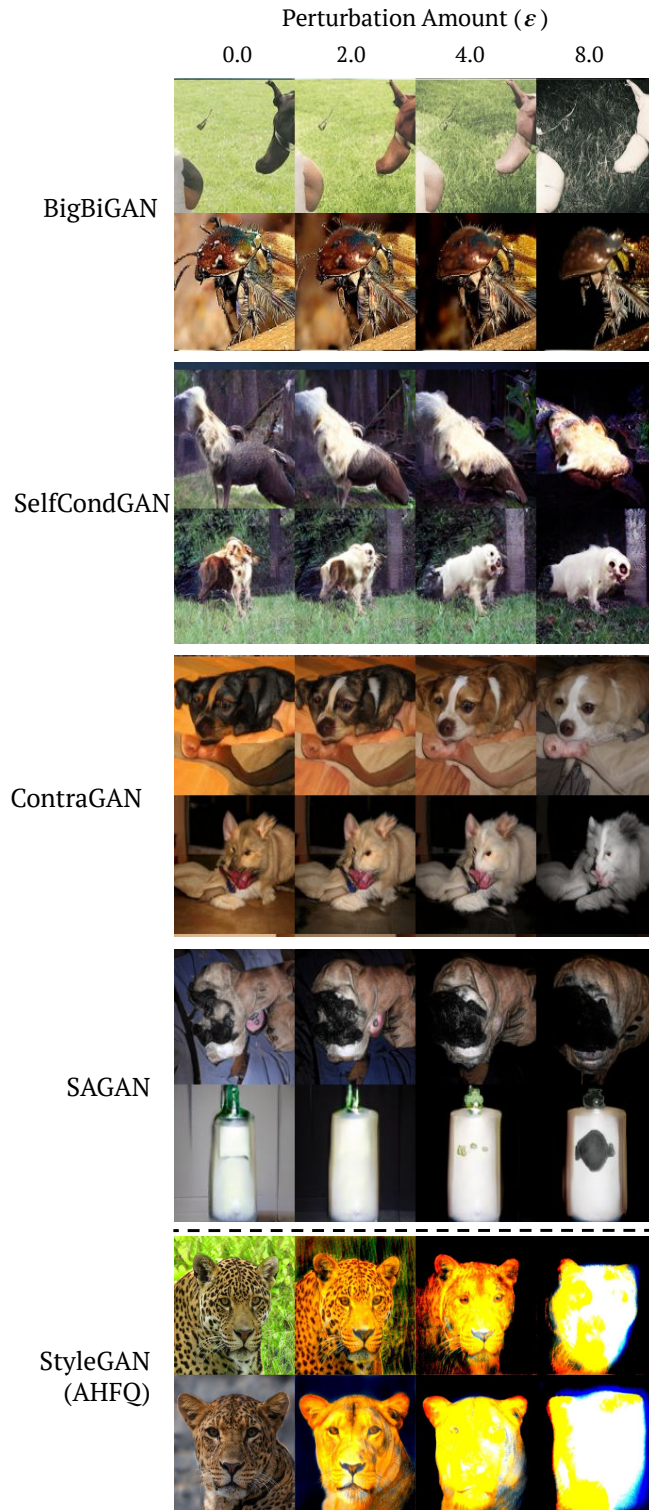 Perturbation Amount (ε)
0.0 2.0 4.0 8.0
BigBiGAN
SelfCondGAN
ContraGAN
SAGAN
StyleGAN
(AHFQ)